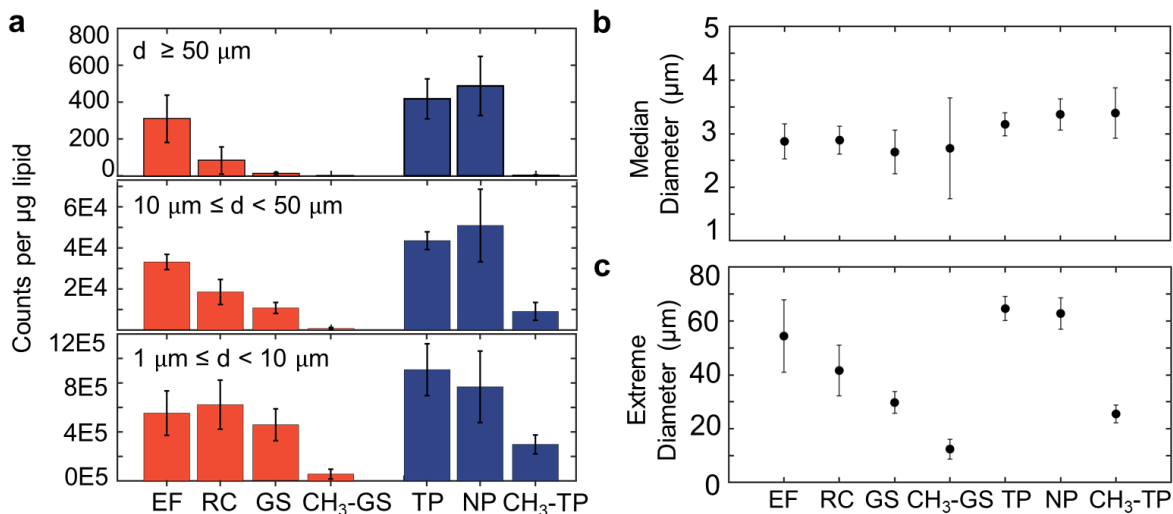 a
Counts per µg lipid
d ≥ 50 µm
800
600
400
200
0
10 µm ≤ d < 50 µm
6E4
4E4
2E4
1 µm ≤ d < 10 µm
12E5
8E5
4E5
0E5
EF RC GS CH₃-GS TP NP CH₃-TP
b
Median
Diameter (µm)
5
4
3
2
1
c
Extreme
Diameter (µm)
80
60
40
20
0
EF RC GS CH₃-GS TP NP CH₃-TP